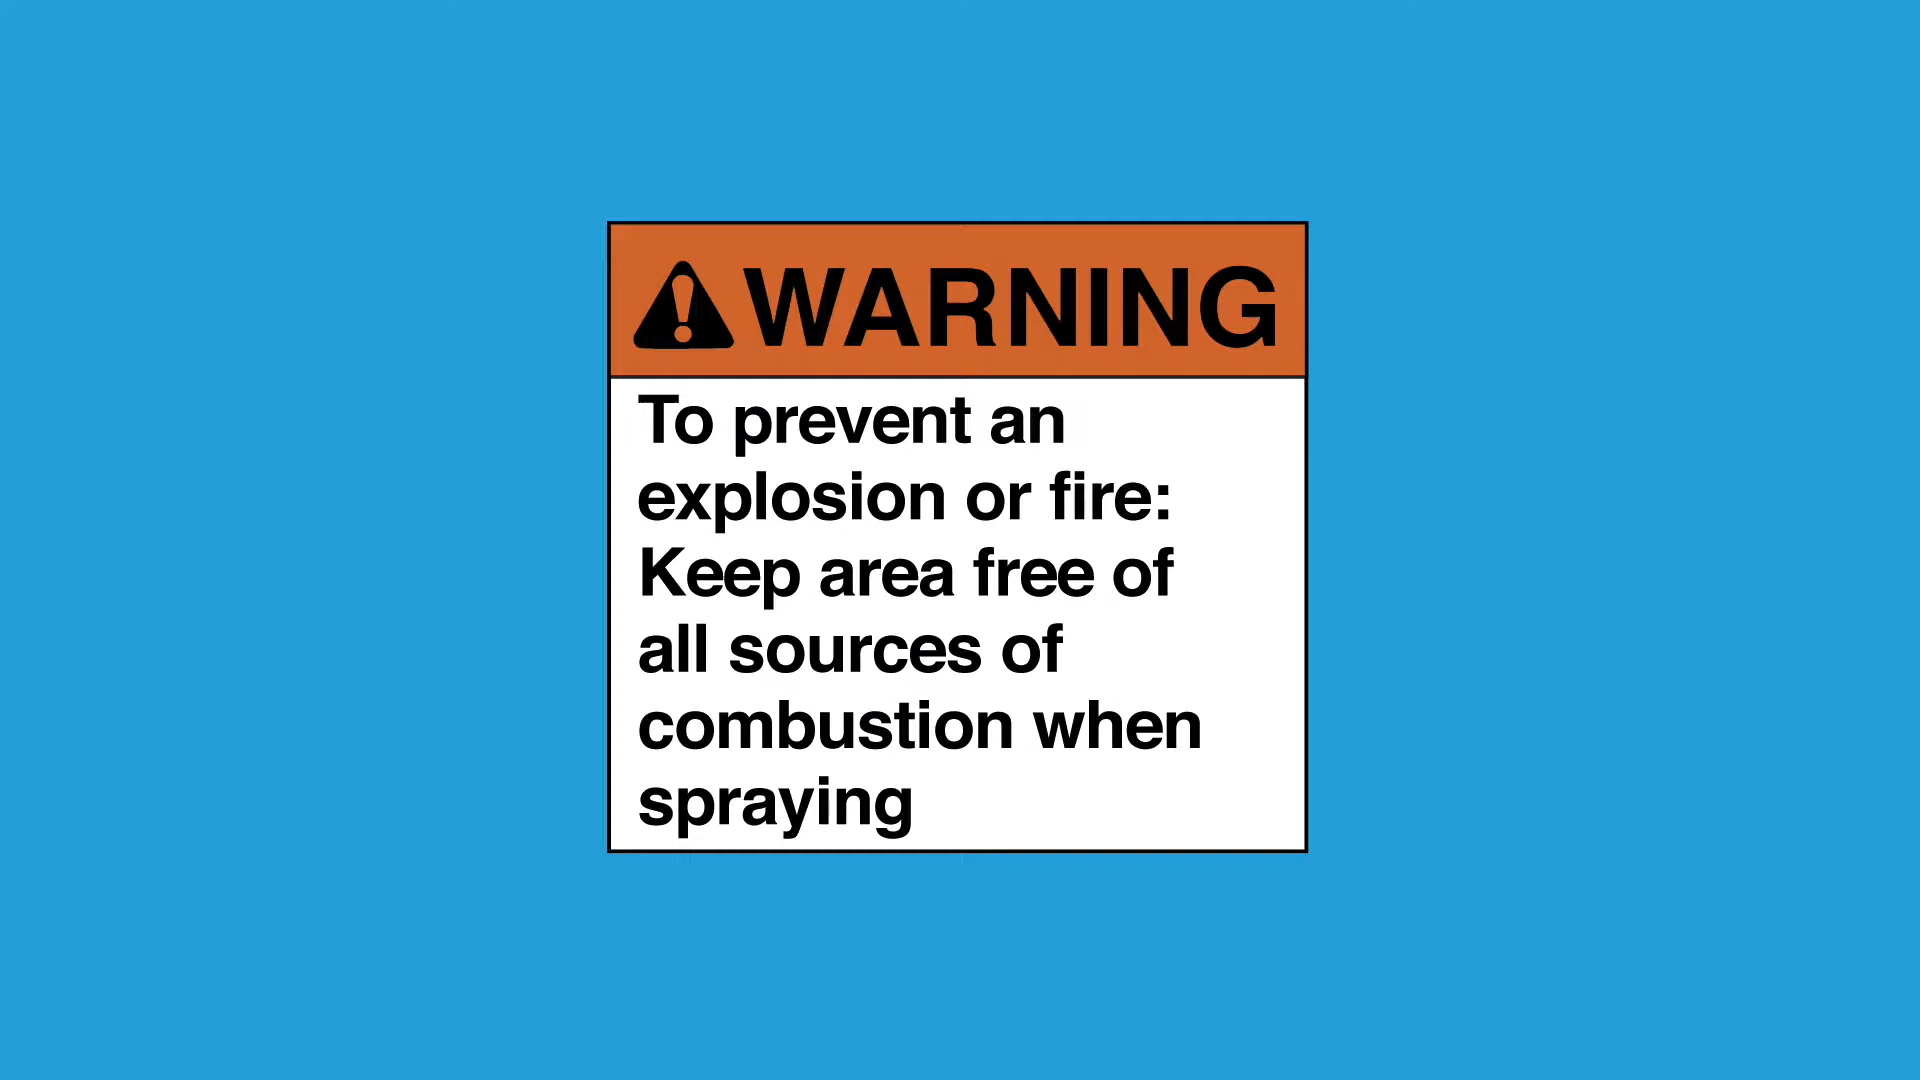 WARNING
To prevent an
explosion or fire:
Keep area free of
all sources of
combustion when
spraying